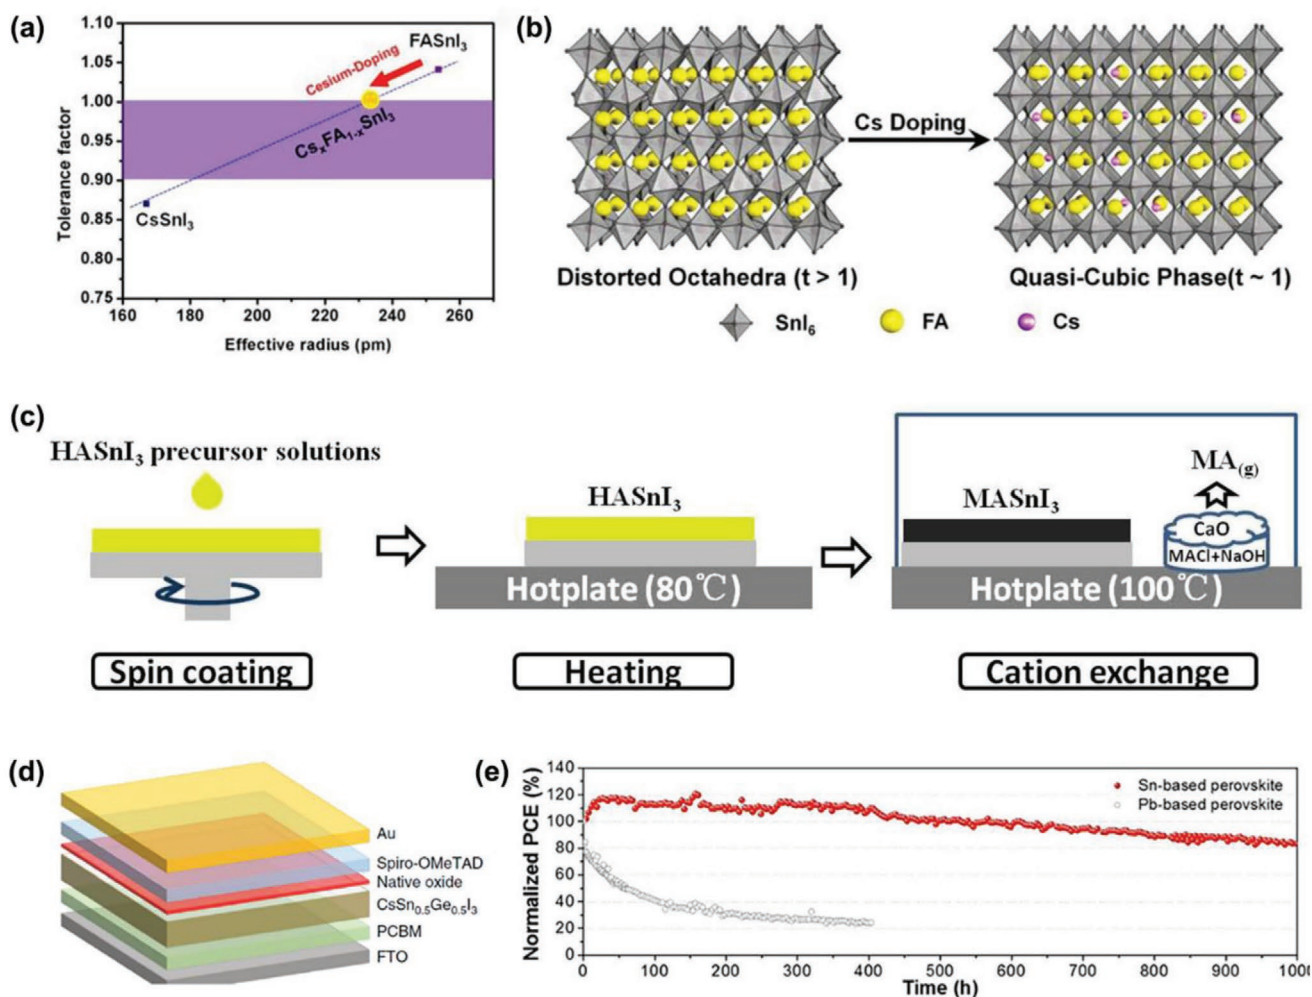 (a)
1.10
1.05
1.00
0.95
0.90
0.85
0.80
0.75
Tolerance factor
FASnI₃
Cesium-Doping
CsₓFA₁₋ₓSnI₃
CsSnI₃
160 180 200 220 240 260
Effective radius (pm)
(b)
Cs Doping
Distorted Octahedra (t > 1)
Quasi-Cubic Phase(t ~ 1)
SnI₆ FA Cs
(c)
HASnI₃ precursor solutions
Spin coating
HASnI₃
Hotplate (80℃)
Heating
MASnI₃
MA(g)
CaO
MACl+NaOH
Hotplate (100℃)
Cation exchange
(d)
Au
Spiro-OMeTAD
Native oxide
CsSn₀.₅Ge₀.₅I₃
PCBM
FTO
(e)
Normalized PCE (%)
140
120
100
80
60
40
20
0
Sn-based perovskite
Pb-based perovskite
0 100 200 300 400 500 600 700 800 900 1000
Time (h)